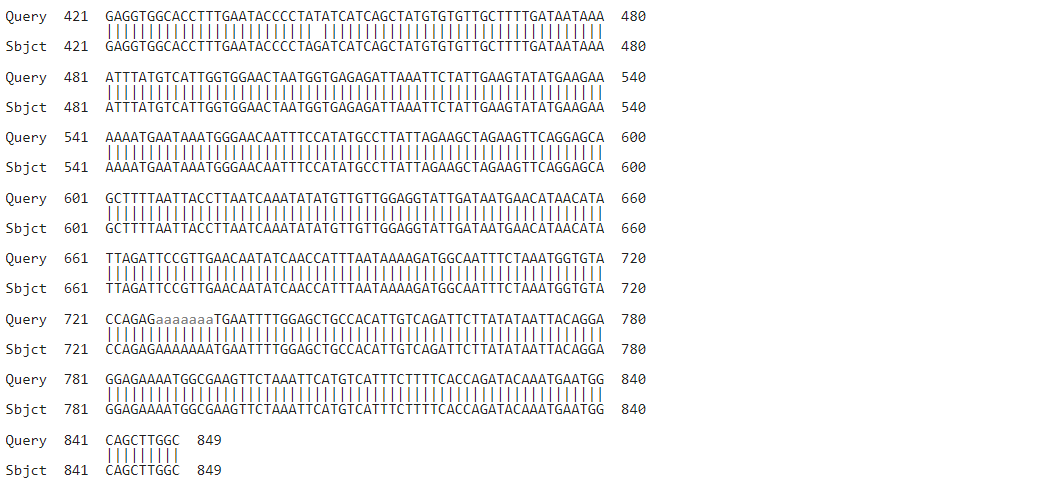 Query 421 GAGGTGGCACCTTTGAATACCCCTATATCATCAGCTATGTGTGTTGCTTTTGATAATAAA 480
||||||||||||||||||||||||| ||||||||||||||||||||||||||||||||||
Sbjct 421 GAGGTGGCACCTTTGAATACCCCTAGATCATCAGCTATGTGTGTTGCTTTTGATAATAAA 480
Query 481 ATTTATGTCATTGGTGGAACTAATGGTGAGAGATTAAATTCTATTGAAGTATATGAAGAA 540
||||||||||||||||||||||||||||||||||||||||||||||||||||||||||||
Sbjct 481 ATTTATGTCATTGGTGGAACTAATGGTGAGAGATTAAATTCTATTGAAGTATATGAAGAA 540
Query 541 AAAATGAATAAATGGGAACAATTTCCATATGCCTTATTAGAAGCTAGAAGTTCAGGAGCA 600
||||||||||||||||||||||||||||||||||||||||||||||||||||||||||||
Sbjct 541 AAAATGAATAAATGGGAACAATTTCCATATGCCTTATTAGAAGCTAGAAGTTCAGGAGCA 600
Query 601 GCTTTTAATTACCTTAATCAAATATATGTTGTTGGAGGTATTGATAATGAACATAACATA 660
||||||||||||||||||||||||||||||||||||||||||||||||||||||||||||
Sbjct 601 GCTTTTAATTACCTTAATCAAATATATGTTGTTGGAGGTATTGATAATGAACATAACATA 660
Query 661 TTAGATTCCGTTGAACAATATCAACCATTTAATAAAAGATGGCAATTTCTAAATGGTGTA 720
||||||||||||||||||||||||||||||||||||||||||||||||||||||||||||
Sbjct 661 TTAGATTCCGTTGAACAATATCAACCATTTAATAAAAGATGGCAATTTCTAAATGGTGTA 720
Query 721 CCAGAGaaaaaaaTGAATTTTGGAGCTGCCACATTGTCAGATTCTTATATAATTACAGGA 780
||||||||||||||||||||||||||||||||||||||||||||||||||||||||||||
Sbjct 721 CCAGAGAAAAAAATGAATTTTGGAGCTGCCACATTGTCAGATTCTTATATAATTACAGGA 780
Query 781 GGAGAAAATGGCGAAGTTCTAAATTCATGTCATTTCTTTTCACCAGATACAAATGAATGG 840
||||||||||||||||||||||||||||||||||||||||||||||||||||||||||||
Sbjct 781 GGAGAAAATGGCGAAGTTCTAAATTCATGTCATTTCTTTTCACCAGATACAAATGAATGG 840
Query 841 CAGCTTGGC 849
|||||||||
Sbjct 841 CAGCTTGGC 849